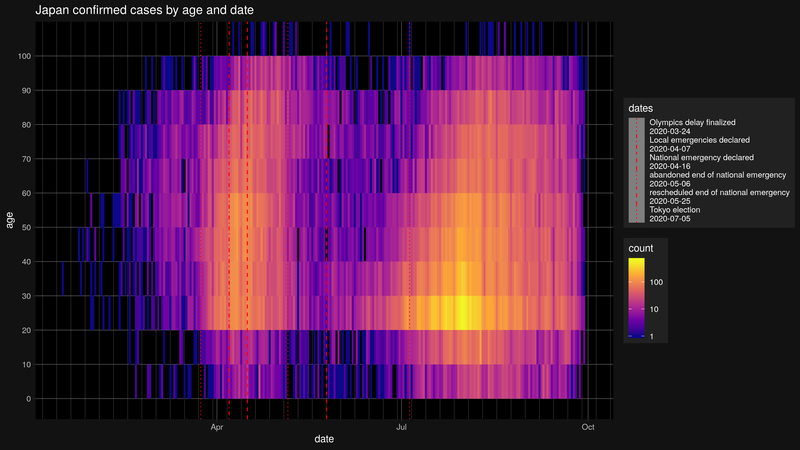 Japan confirmed cases by age and date
100
90
80
70
60
50
40
30
20
10
0
age
Apr
Jul
Oct
date
dates
Olympics delay finalized
2020-03-24
Local emergencies declared
2020-04-07
National emergency declared
2020-04-16
abandoned end of national emergency
2020-05-06
rescheduled end of national emergency
2020-05-25
Tokyo election
2020-07-05
count
100
10
1